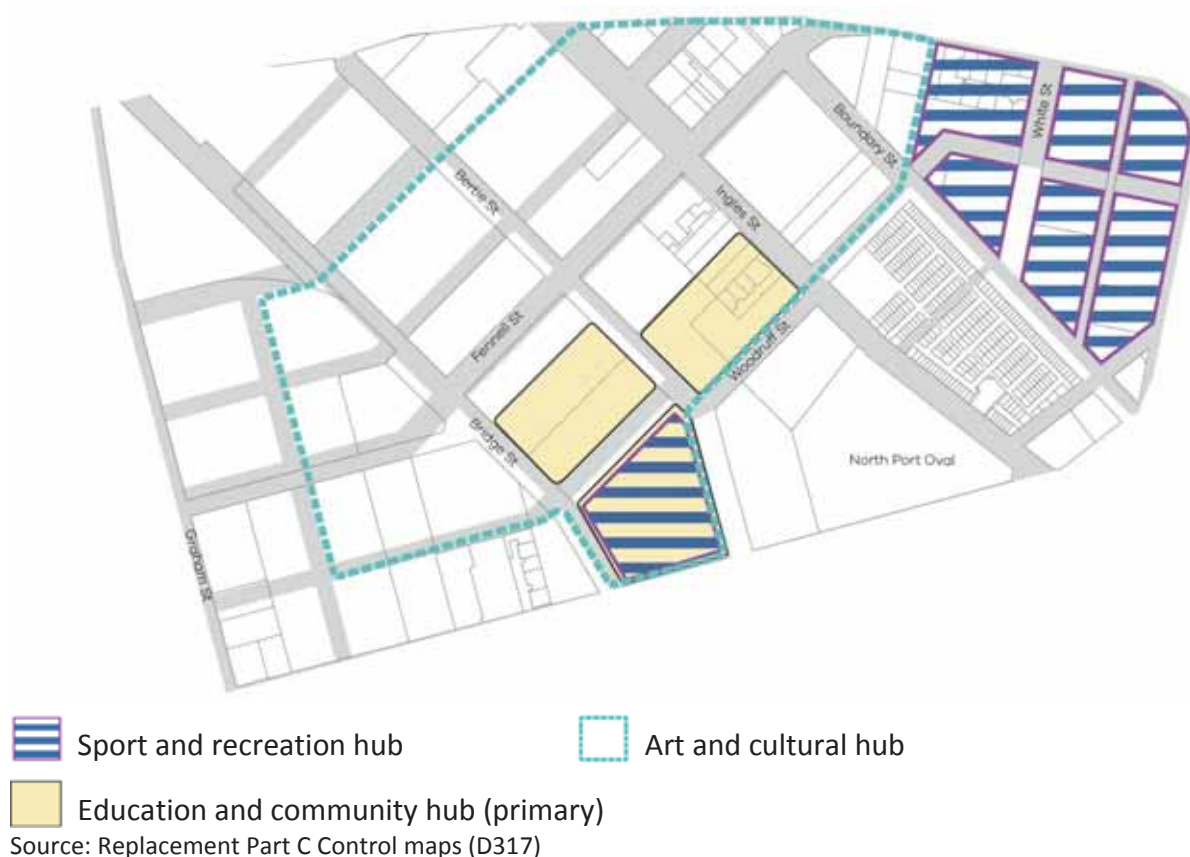 White St
Boundary St
Bertie St
Ingles St
Fennell St
Woodruff St
Bridge St
North Port Oval
Graham St
Sport and recreation hub
Art and cultural hub
Education and community hub (primary)
Source: Replacement Part C Control maps (D317)